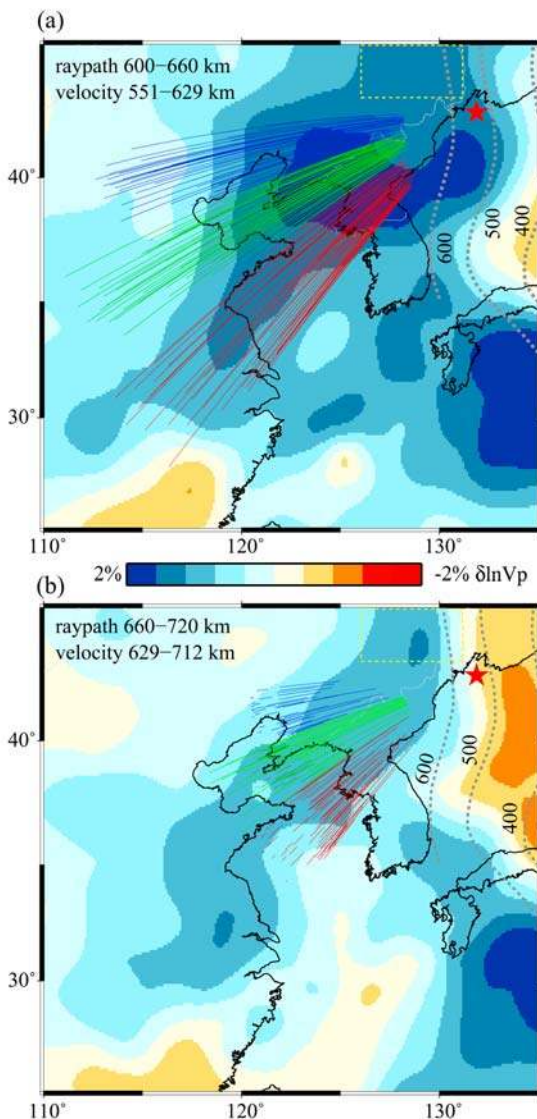 (a)
raypath 600−660 km
velocity 551−629 km
40°
30°
600
500
400
110°
120°
130°
2%
-2% δlnVp
(b)
raypath 660−720 km
velocity 629−712 km
40°
30°
600
500
400
110°
120°
130°